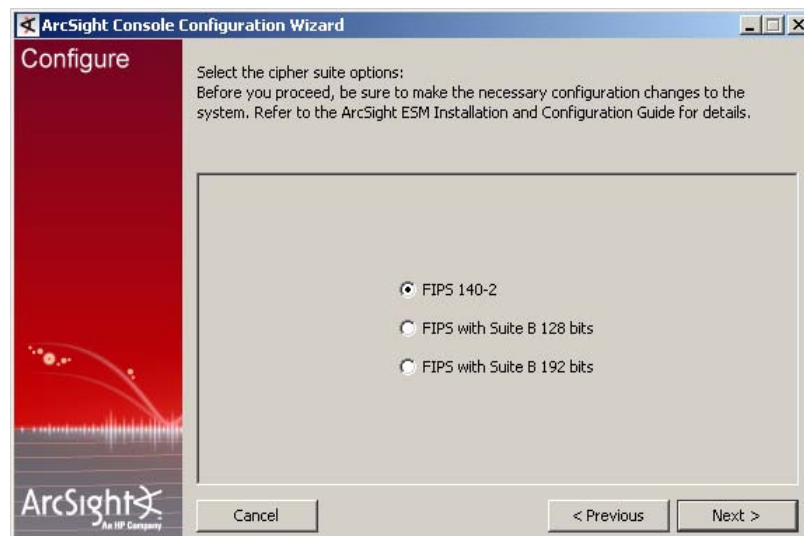 ArcSight Console Configuration Wizard
Configure
Select the cipher suite options:
Before you proceed, be sure to make the necessary configuration changes to the
system. Refer to the ArcSight ESM Installation and Configuration Guide for details.
FIPS 140-2
FIPS with Suite B 128 bits
FIPS with Suite B 192 bits
ArcSight
An HP Company
Cancel
< Previous
Next >